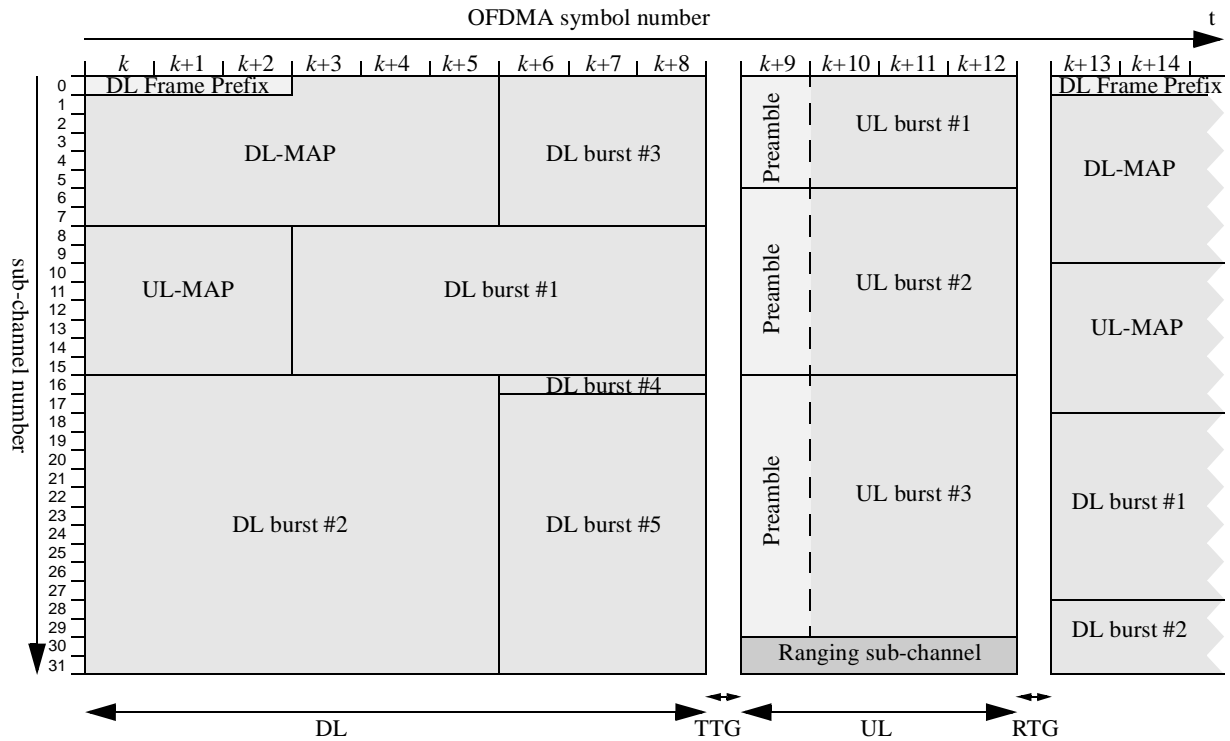 OFDMA symbol number
t
k k+1 k+2 k+3 k+4 k+5 k+6 k+7 k+8 k+9 k+10 k+11 k+12 k+13 k+14
sub-channel number
0
1
2
3
4
5
6
7
8
9
10
11
12
13
14
15
16
17
18
19
20
21
22
23
24
25
26
27
28
29
30
31
DL Frame Prefix
DL-MAP
DL burst #3
UL-MAP
DL burst #1
DL burst #4
DL burst #2
DL burst #5
Preamble
UL burst #1
Preamble
UL burst #2
Preamble
UL burst #3
Ranging sub-channel
DL Frame Prefix
DL-MAP
UL-MAP
DL burst #1
DL burst #2
DL
TTG
UL
RTG